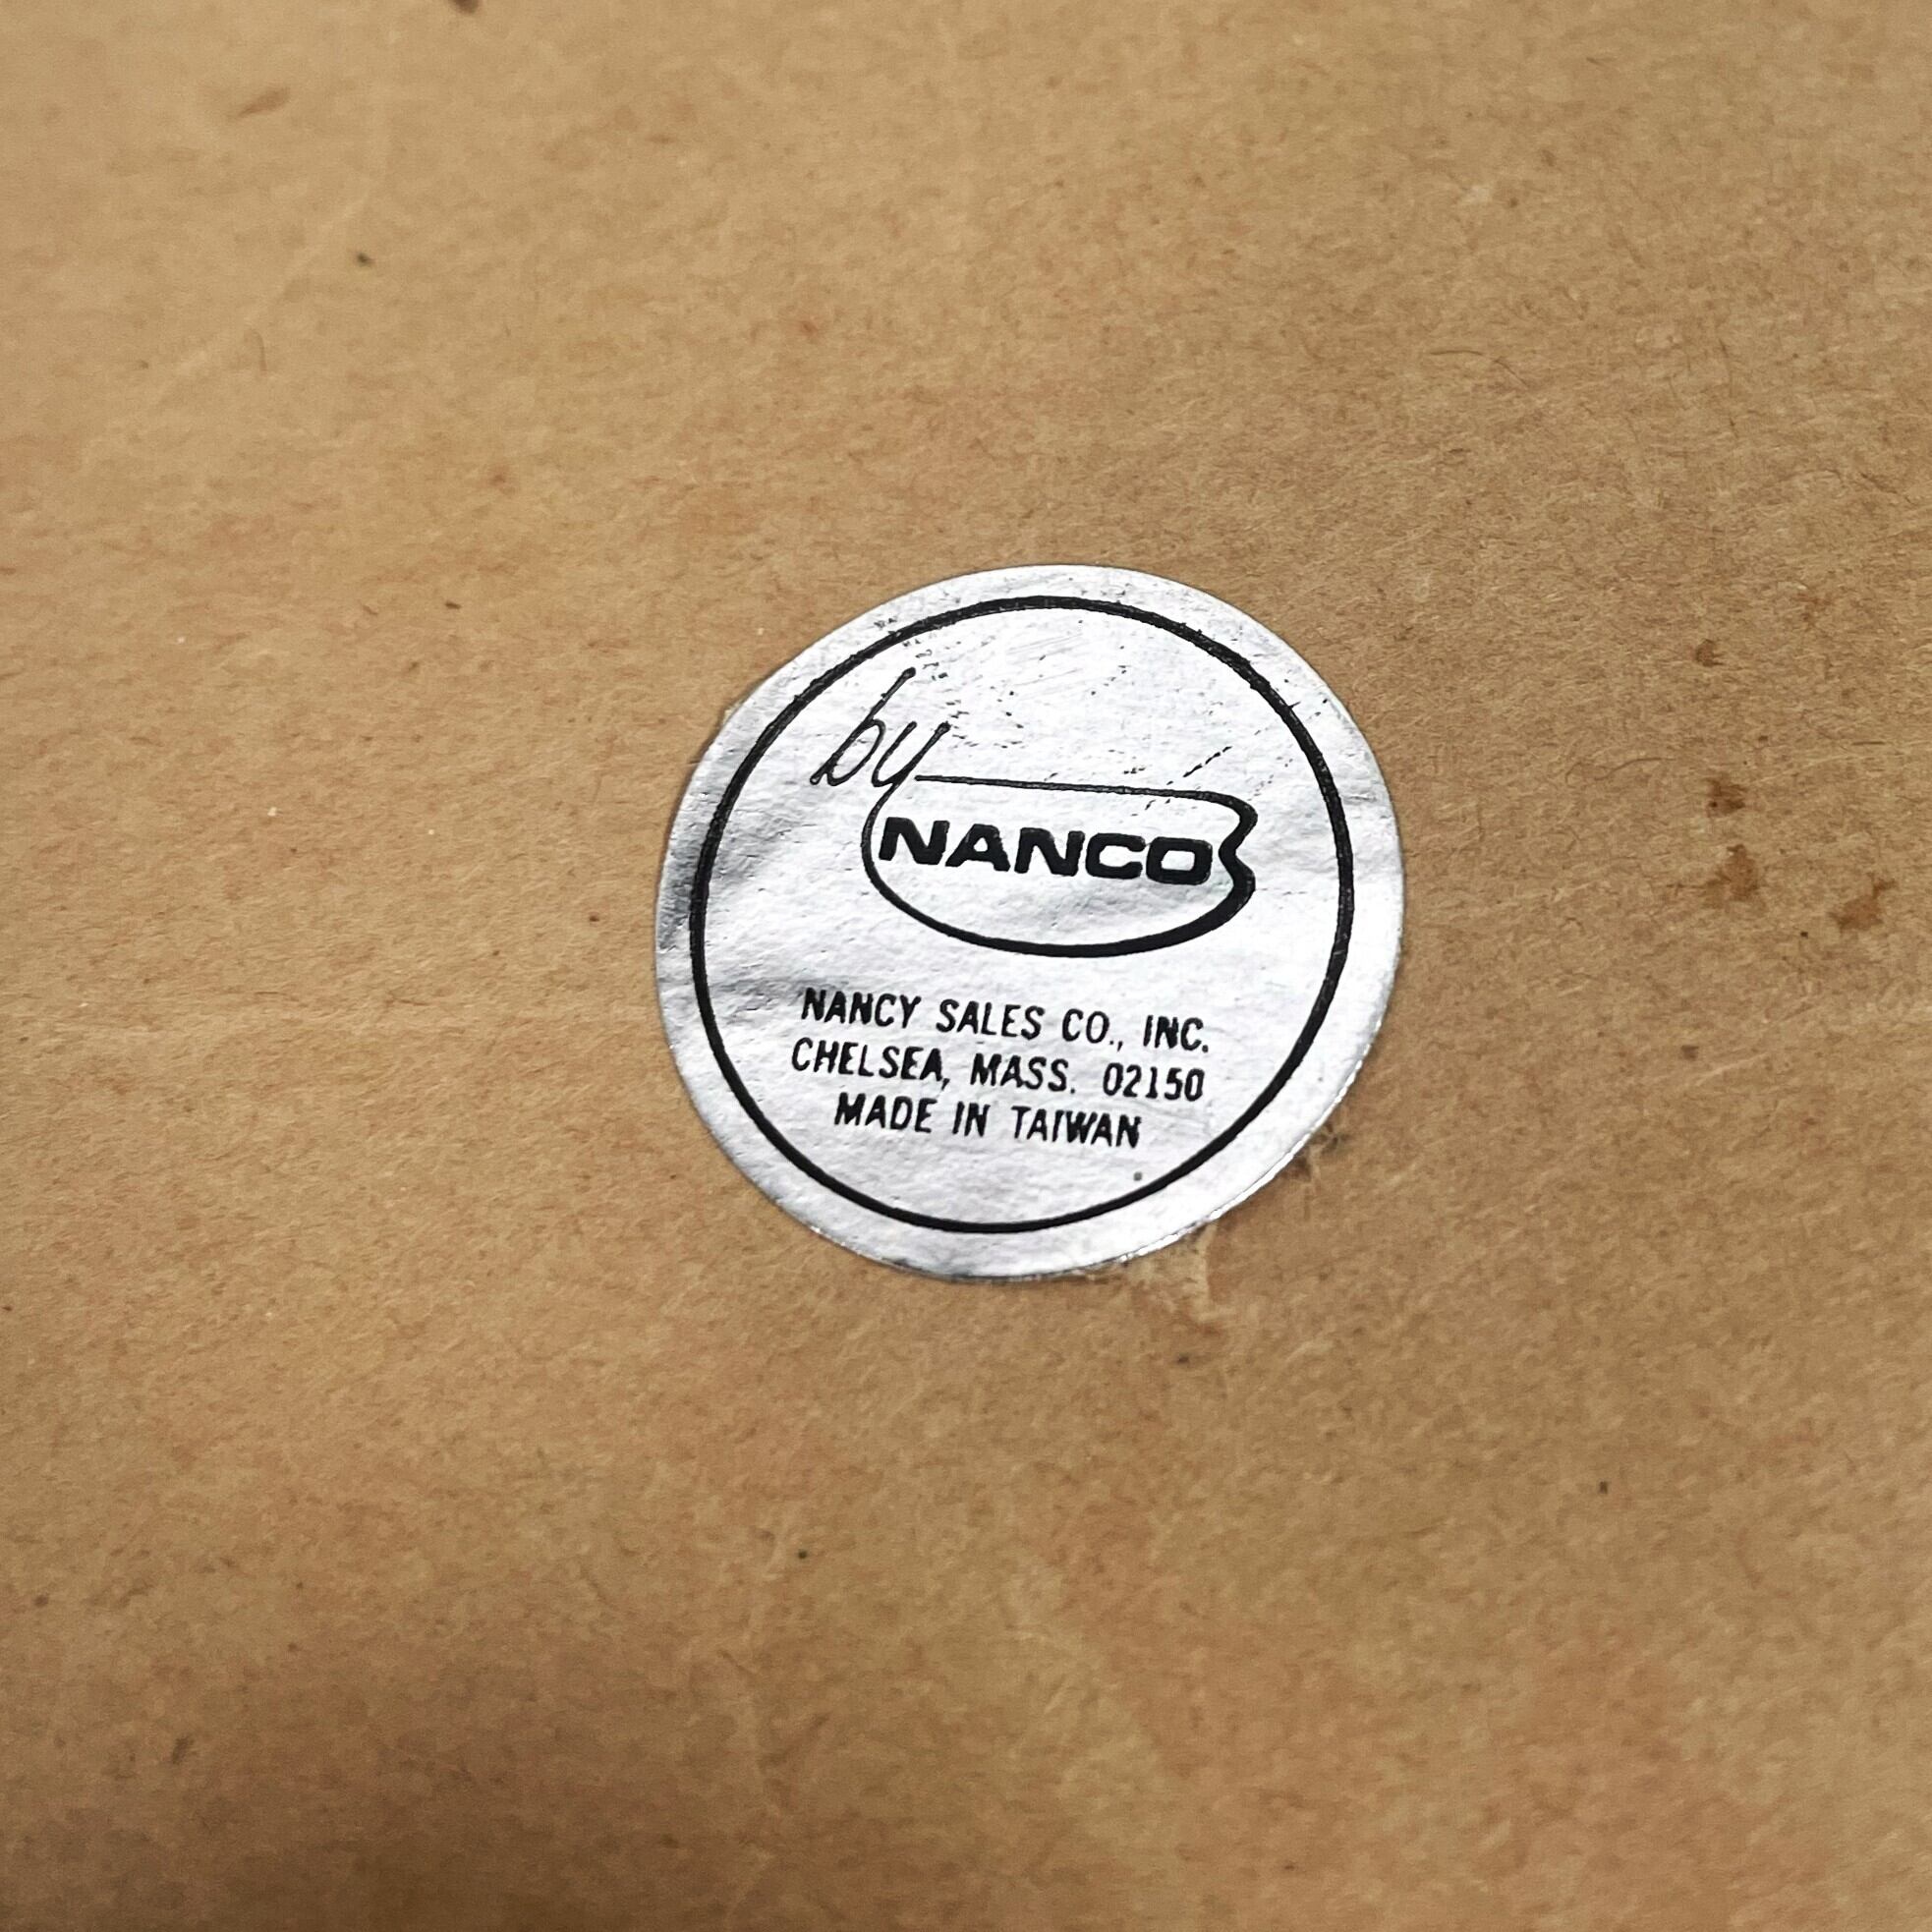 by
NANCO
NANCY SALES CO., INC.
CHELSEA, MASS. 02150
MADE IN TAIWAN